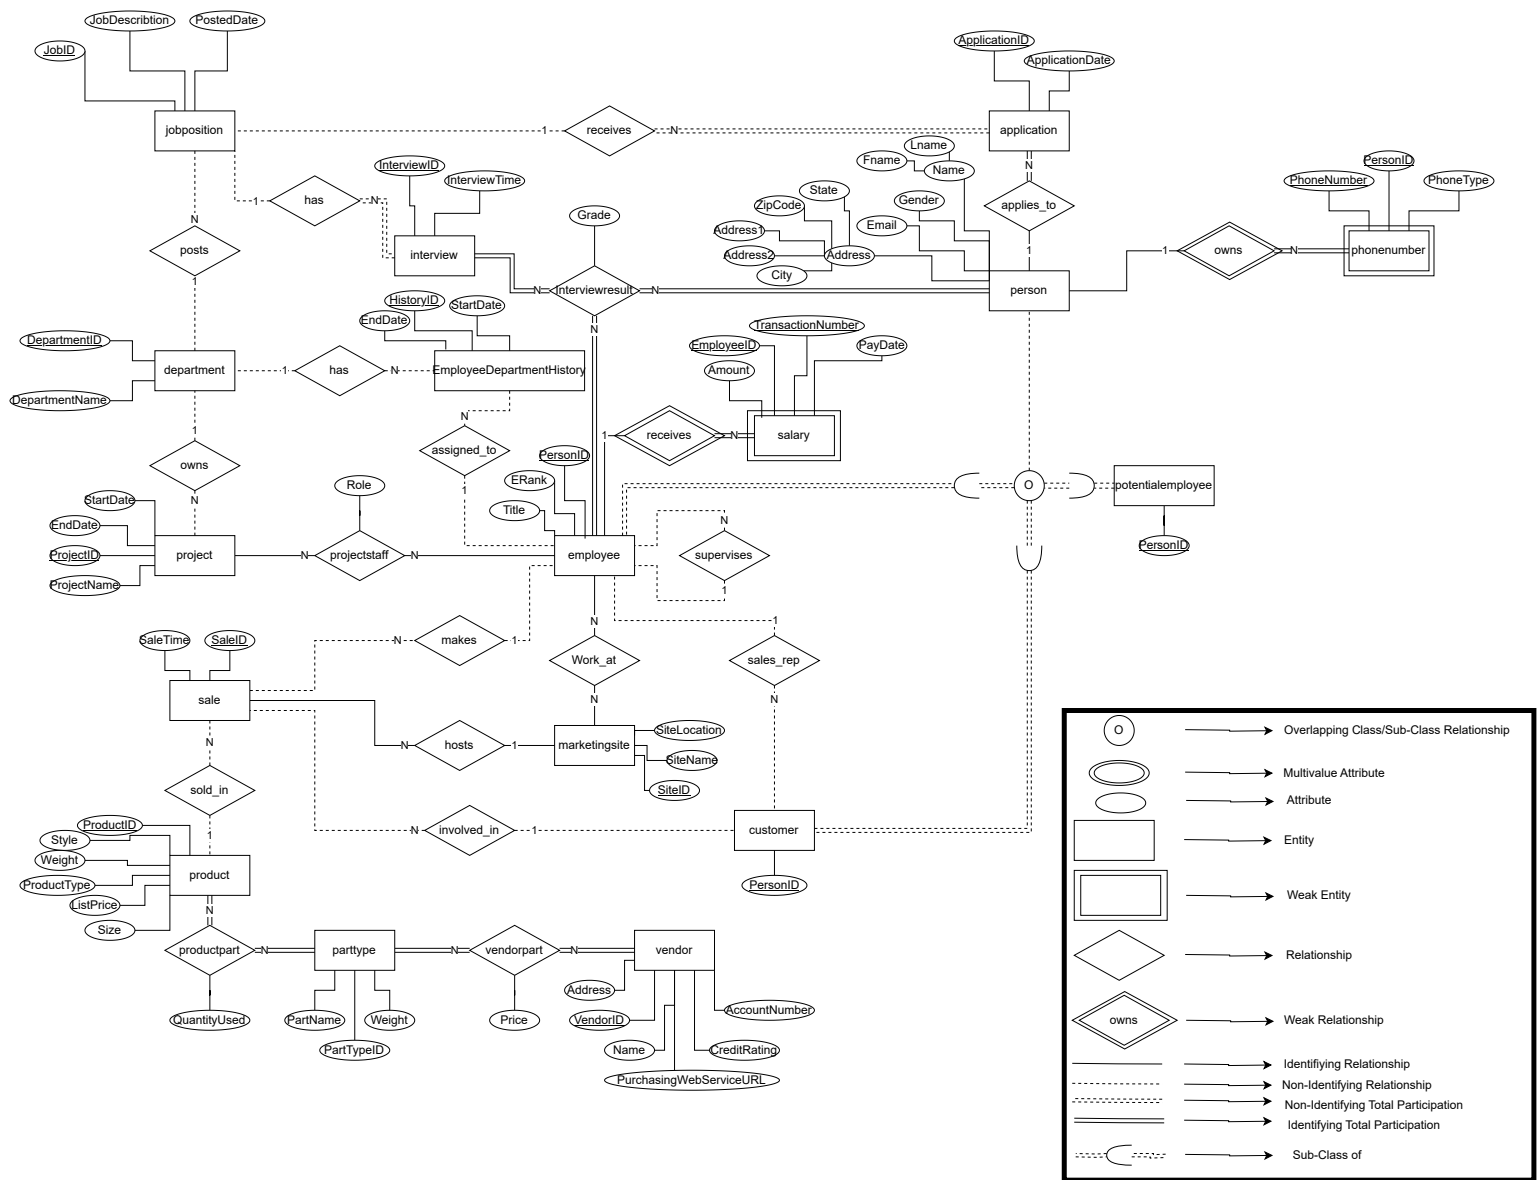 JobDescribtion
PostedDate
JobID
ApplicationID
ApplicationDate
jobposition
1
receives
N
application
Lname
Fname
Name
N
PersonID
PhoneNumber
PhoneType
InterviewID
InterviewTime
State
ZipCode
Gender
applies_to
1
has
N
Grade
Email
Address1
Address2
Address
City
1
N
posts
1
interview
1
owns
N
phonenumber
N
Interviewresult
N
person
N
HistoryID
StartDate
EndDate
TransactionNumber
EmployeeID
PayDate
Amount
DepartmentID
DepartmentName
department
1
has
N
EmployeeDepartmentHistory
N
assigned_to
1
1
receives
N
salary
1
owns
N
PersonID
ERank
Title
Role
O
potentialemployee
PersonID
StartDate
EndDate
ProjectID
ProjectName
project
N
projectstaff
N
employee
N
supervises
1
SaleTime
SaleID
N
makes
1
N
Work_at
N
1
sales_rep
N
sale
N
hosts
1
marketingsite
SiteLocation
SiteName
SiteID
N
sold_in
1
N
involved_in
1
customer
PersonID
ProductID
Style
Weight
ProductType
ListPrice
Size
product
N
productpart
N
parttype
N
vendorpart
N
vendor
QuantityUsed
PartName
Weight
PartTypeID
Price
Address
VendorID
Name
AccountNumber
CreditRating
PurchasingWebServiceURL
O
Overlapping Class/Sub-Class Relationship
Multivalue Attribute
Attribute
Entity
Weak Entity
Relationship
owns
Weak Relationship
Identifiying Relationship
Non-Identifying Relationship
Non-Identifying Total Participation
Identifying Total Participation
Sub-Class of